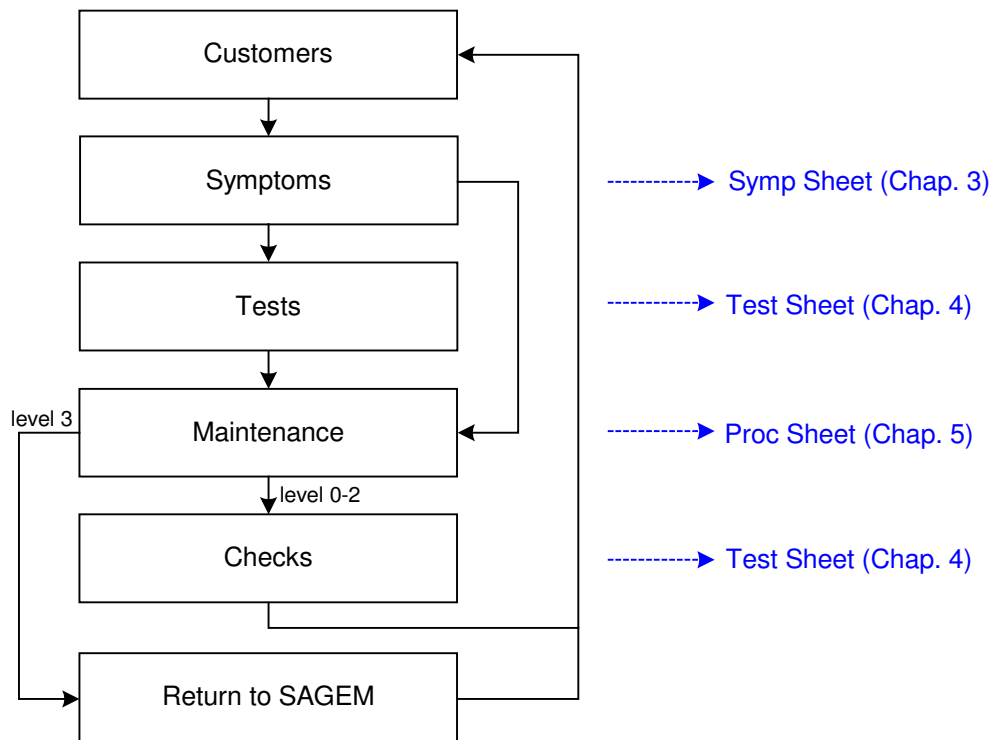 Customers
Symptoms
Symp Sheet (Chap. 3)
Tests
Test Sheet (Chap. 4)
level 3
Maintenance
Proc Sheet (Chap. 5)
level 0-2
Checks
Test Sheet (Chap. 4)
Return to SAGEM